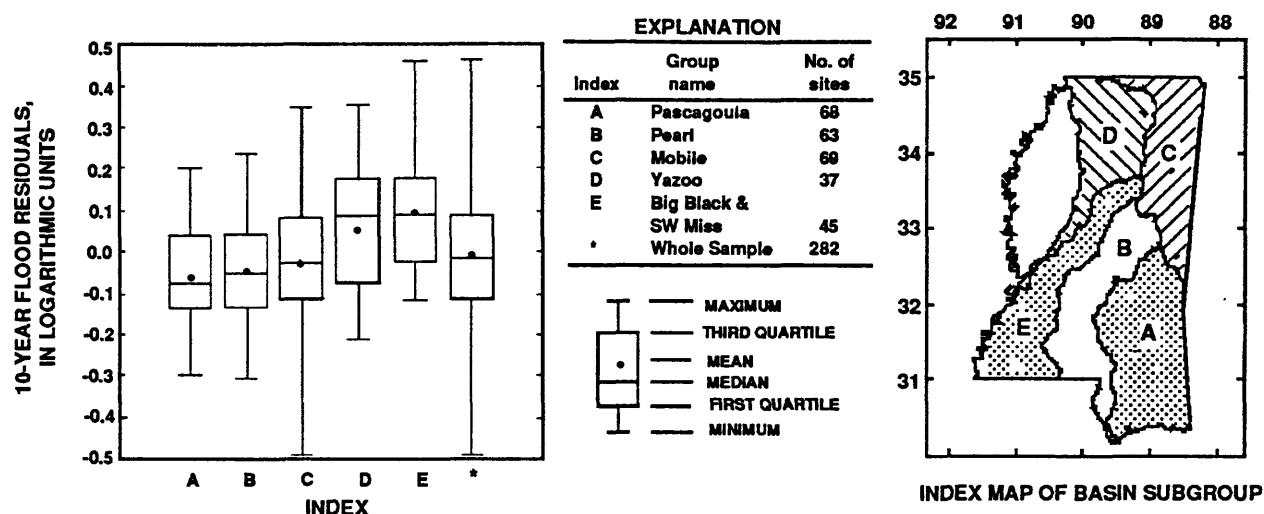 10-YEAR FLOOD RESIDUALS,
IN LOGARITHMIC UNITS
0.5
0.4
0.3
0.2
0.1
0.0
-0.1
-0.2
-0.3
-0.4
-0.5
A B C D E *
INDEX
EXPLANATION
Group No. of
Index name sites
A Pascagoula 68
B Pearl 63
C Mobile 69
D Yazoo 37
E Big Black &
SW Miss 45
* Whole Sample 282
MAXIMUM
THIRD QUARTILE
MEAN
MEDIAN
FIRST QUARTILE
MINIMUM
92 91 90 89 88
35
34
33
32
31
D
C
B
E
A
INDEX MAP OF BASIN SUBGROUP